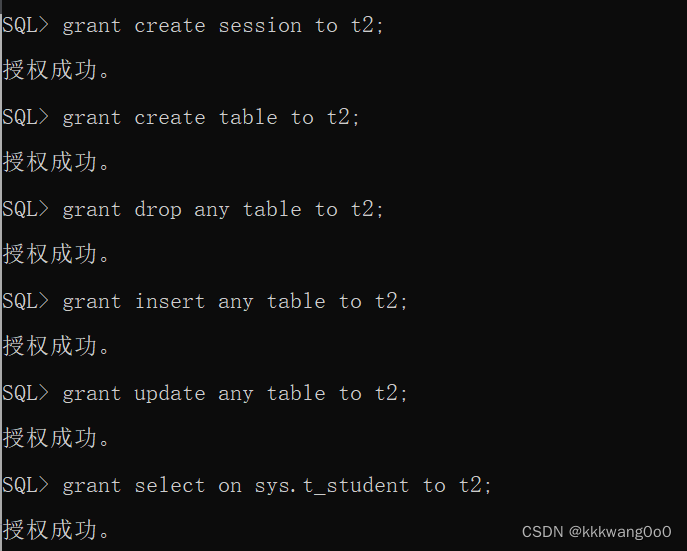 SQL> grant create session to t2;
授权成功。
SQL> grant create table to t2;
授权成功。
SQL> grant drop any table to t2;
授权成功。
SQL> grant insert any table to t2;
授权成功。
SQL> grant update any table to t2;
授权成功。
SQL> grant select on sys.t_student to t2;
授权成功。
CSDN @kkkwang0o0